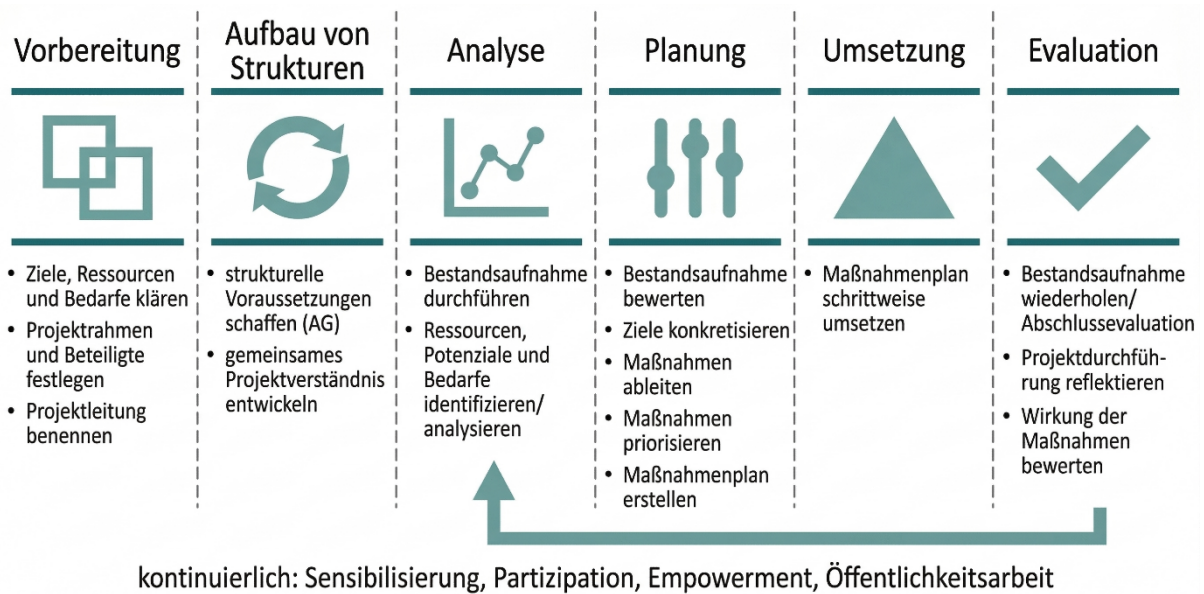 Vorbereitung
Aufbau von
Strukturen
Analyse
Planung
Umsetzung
Evaluation
• Ziele, Ressourcen
und Bedarfe klären
• Projektrahmen
und Beteiligte
festlegen
• Projektleitung
benennen
• strukturelle
Voraussetzungen
schaffen (AG)
• gemeinsames
Projektverständnis
entwickeln
• Bestandsaufnahme
durchführen
• Ressourcen,
Potenziale und
Bedarfe
identifizieren/
analysieren
• Bestandsaufnahme
bewerten
• Ziele konkretisieren
• Maßnahmen
ableiten
• Maßnahmen
priorisieren
• Maßnahmenplan
erstellen
• Maßnahmenplan
schrittweise
umsetzen
• Bestandsaufnahme
wiederholen/
Abschlussevaluation
• Projektdurchfüh-
rung reflektieren
• Wirkung der
Maßnahmen
bewerten
kontinuierlich: Sensibilisierung, Partizipation, Empowerment, Öffentlichkeitsarbeit